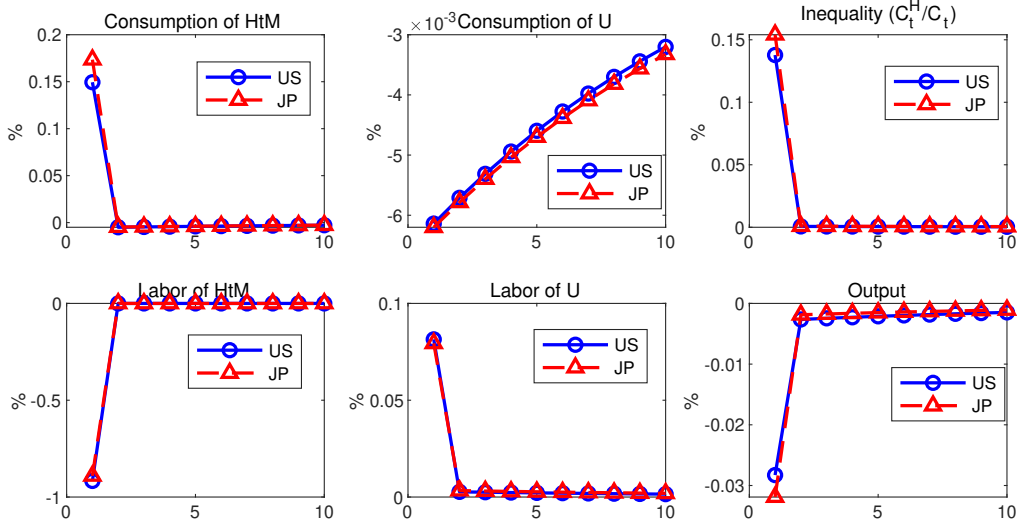 Consumption of HtM
0.2
0.15
0.1
0.05
0
%
0
5
10
US
JP
×10⁻³ Consumption of U
-3
-4
-5
-6
%
0
5
10
US
JP
Inequality (C_t^H/C_t)
0.15
0.1
0.05
0
%
0
5
10
US
JP
Labor of HtM
0
-0.5
-1
%
0
5
10
US
JP
Labor of U
0.1
0.05
0
%
0
5
10
US
JP
Output
0
-0.01
-0.02
-0.03
%
0
5
10
US
JP